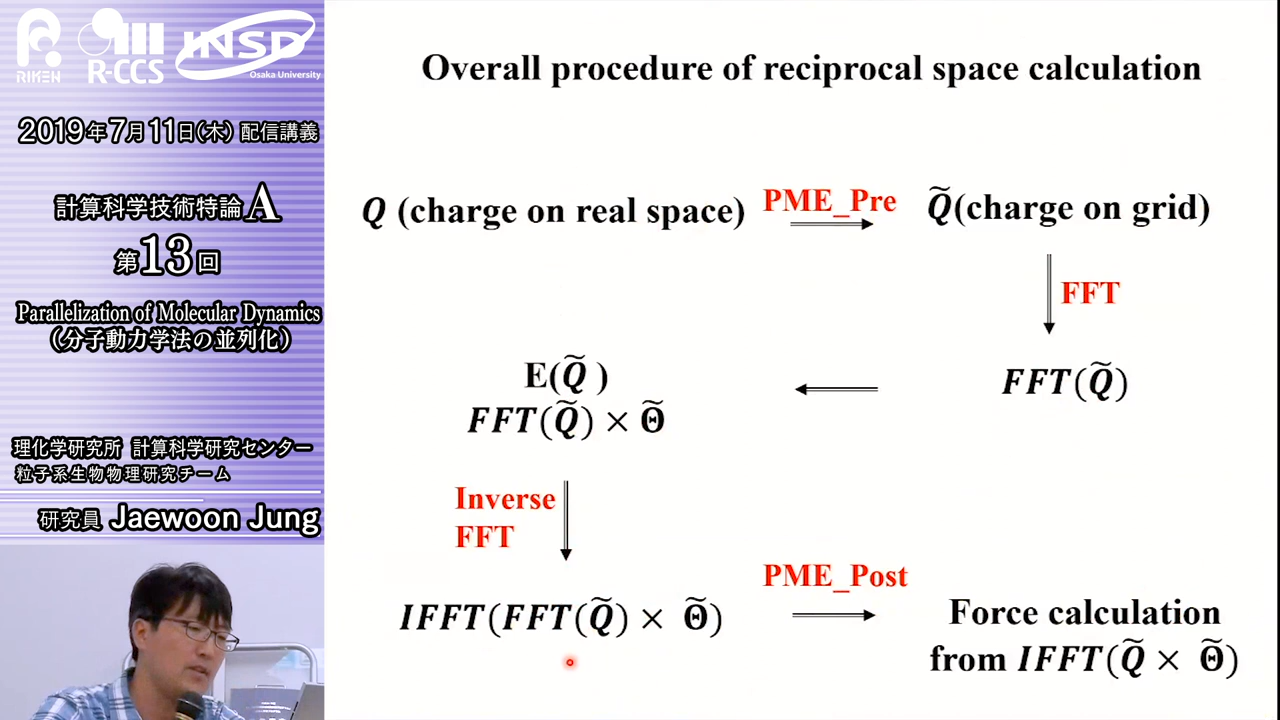 RIKEN
R-CCS
INSD
Osaka University
2019年7月11日(木) 配信講義
計算科学技術特論A
第13回
Parallelization of Molecular Dynamics
(分子動力学法の並列化)
理化学研究所 計算科学研究センター
粒子系生物物理研究チーム
研究員 Jaewoon Jung
Overall procedure of reciprocal space calculation
Q (charge on real space)
PME_Pre
Q̃(charge on grid)
FFT
FFT(Q̃)
E(Q̃ )
FFT(Q̃) × Θ̃
Inverse
FFT
IFFT(FFT(Q̃) × Θ̃)
PME_Post
Force calculation
from IFFT(Q̃ × Θ̃)